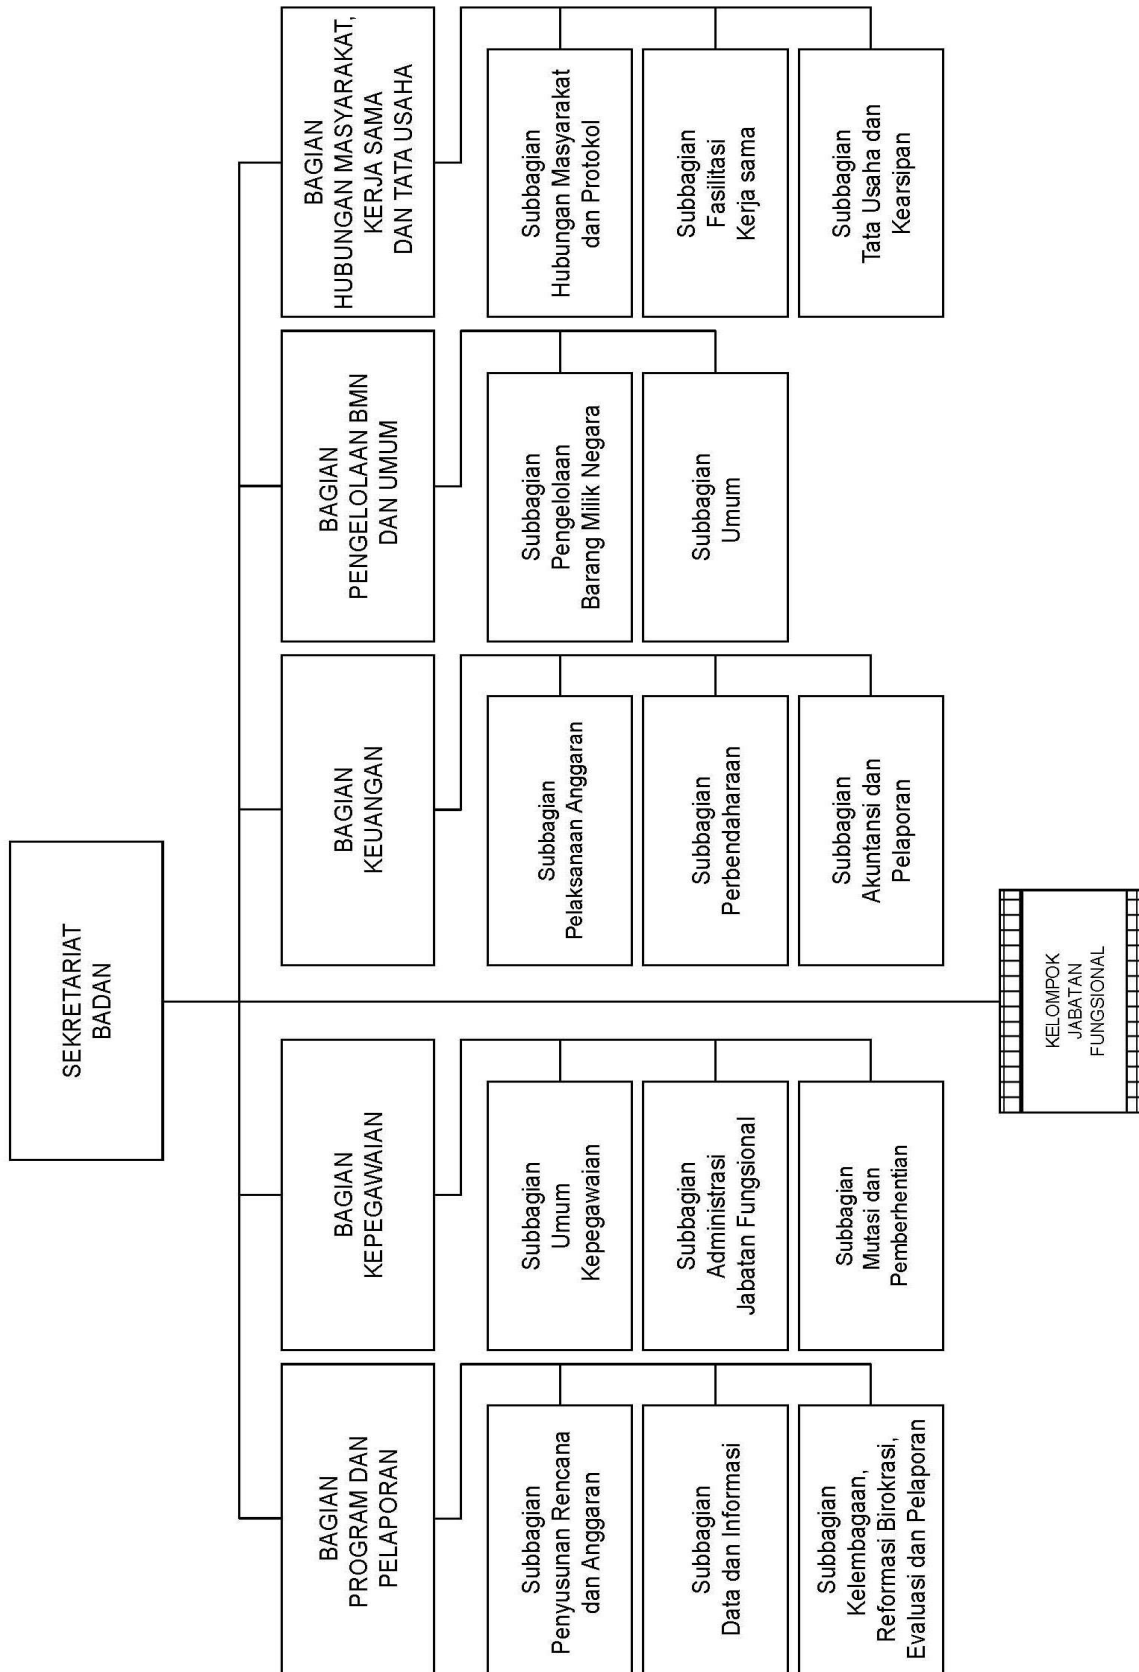 SEKRETARIAT
BADAN
BAGIAN
PROGRAM DAN
PELAPORAN
BAGIAN
KEPEGAWAIAN
BAGIAN
KEUANGAN
BAGIAN
PENGELOLAAN BMN
DAN UMUM
BAGIAN
HUBUNGAN MASYARAKAT,
KERJA SAMA
DAN TATA USAHA
Subbagian
Penyusunan Rencana
dan Anggaran
Subbagian
Umum
Kepegawaian
Subbagian
Pelaksanaan Anggaran
Subbagian
Pengelolaan
Barang Milik Negara
Subbagian
Hubungan Masyarakat
dan Protokol
Subbagian
Data dan Informasi
Subbagian
Administrasi
Jabatan Fungsional
Subbagian
Perbendaharaan
Subbagian
Umum
Subbagian
Fasilitasi
Kerja sama
Subbagian
Kelembagaan,
Reformasi Birokrasi,
Evaluasi dan Pelaporan
Subbagian
Mutasi dan
Pemberhentian
Subbagian
Akuntansi dan
Pelaporan
Subbagian
Tata Usaha dan
Kearsipan
KELOMPOK
JABATAN
FUNGSIONAL